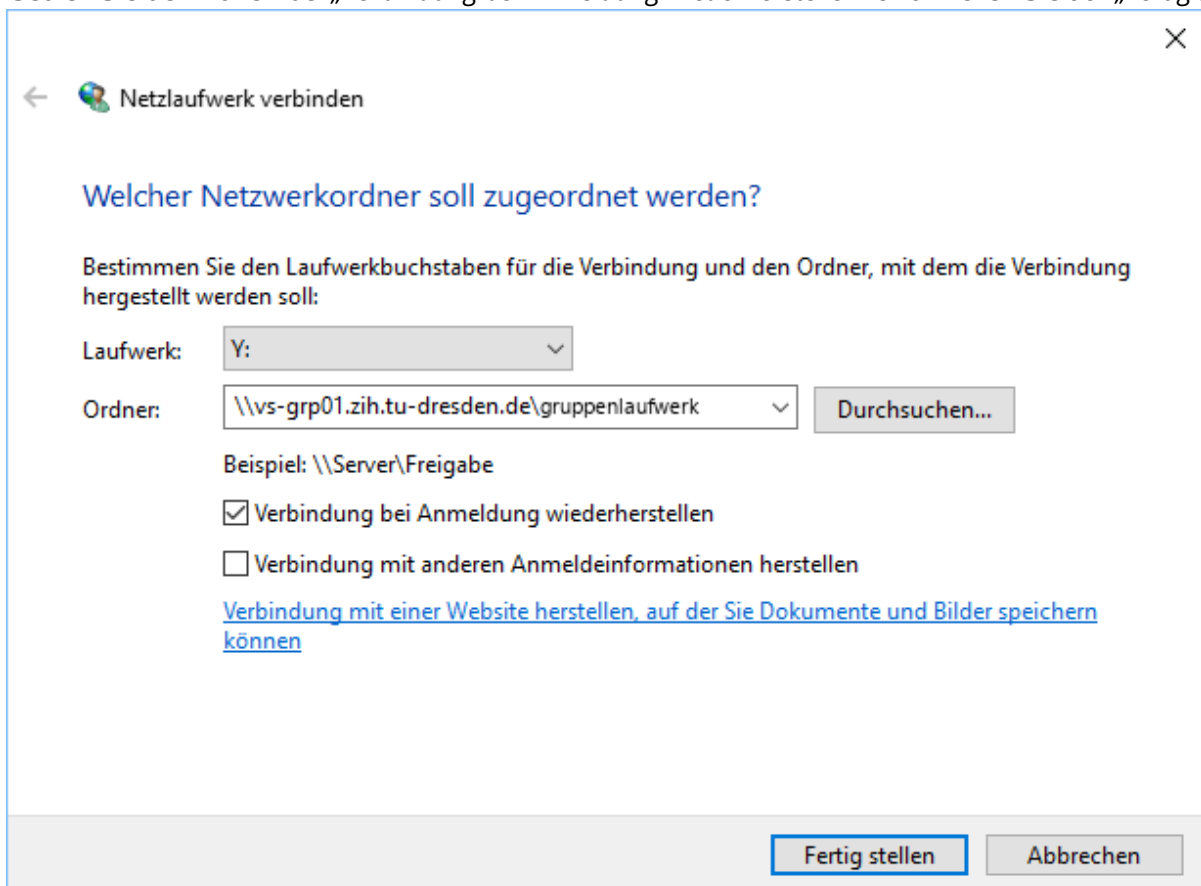 Netzlaufwerk verbinden
Welcher Netzwerkordner soll zugeordnet werden?
Bestimmen Sie den Laufwerkbuchstaben für die Verbindung und den Ordner, mit dem die Verbindung
hergestellt werden soll:
Laufwerk: Y:
Ordner: \\vs-grp01.zih.tu-dresden.de\gruppenlaufwerk Durchsuchen...
Beispiel: \\Server\Freigabe
Verbindung bei Anmeldung wiederherstellen
Verbindung mit anderen Anmeldeinformationen herstellen
Verbindung mit einer Website herstellen, auf der Sie Dokumente und Bilder speichern
können
Fertig stellen Abbrechen